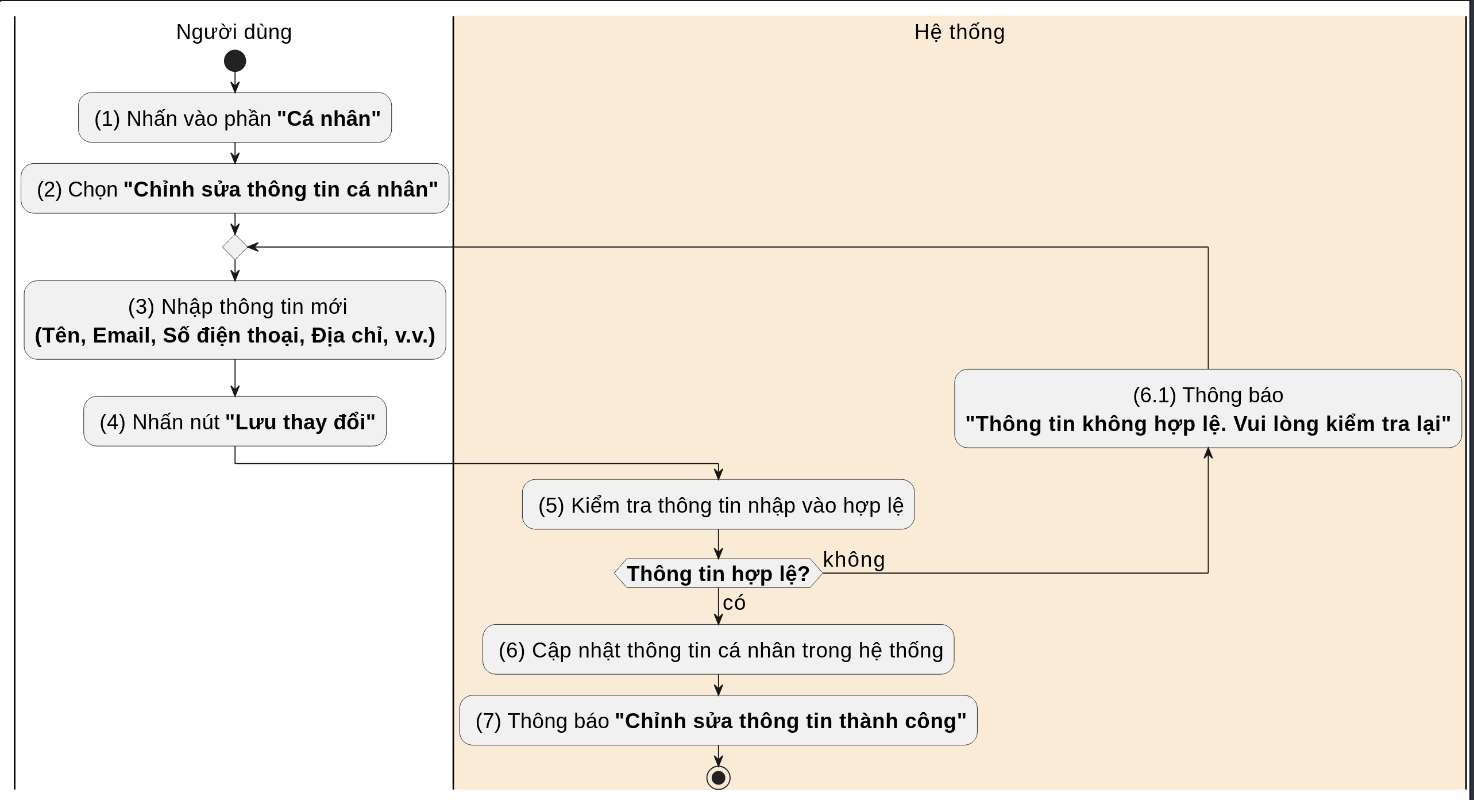 Người dùng
Hệ thống
(1) Nhấn vào phần "Cá nhân"
(2) Chọn "Chỉnh sửa thông tin cá nhân"
(3) Nhập thông tin mới
(Tên, Email, Số điện thoại, Địa chỉ, v.v.)
(4) Nhấn nút "Lưu thay đổi"
(5) Kiểm tra thông tin nhập vào hợp lệ
Thông tin hợp lệ?
không
(6.1) Thông báo
"Thông tin không hợp lệ. Vui lòng kiểm tra lại"
có
(6) Cập nhật thông tin cá nhân trong hệ thống
(7) Thông báo "Chỉnh sửa thông tin thành công"